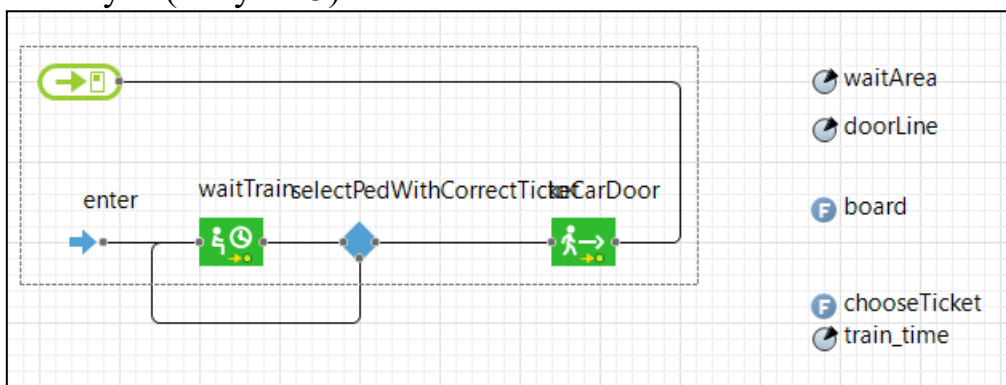 waitArea
doorLine
enter
waitTrain
selectPedWithCorrectTicket
toCarDoor
board
chooseTicket
train_time